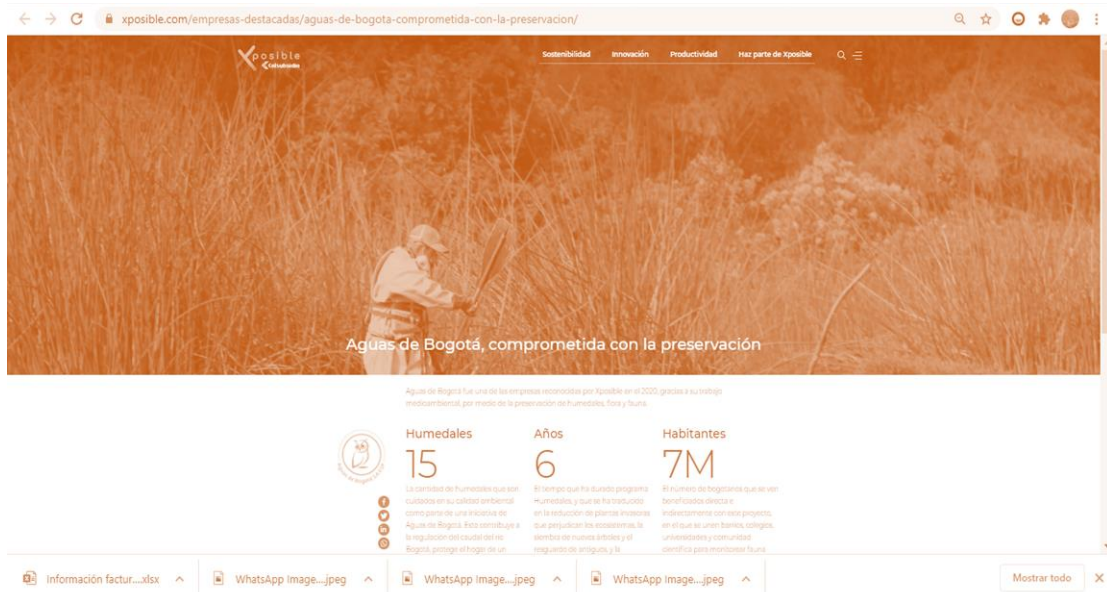 xposible.com/empresas-destacadas/aguas-de-bogota-comprometida-con-la-preservacion/
Xposible
Sostenibilidad Innovación Productividad Haz parte de Xposible
Aguas de Bogotá, comprometida con la preservación
Aguas de Bogotá fue una de las empresas reconocidas por Xposible en el 2020, gracias a su trabajo
medioambiental, por medio de la preservación de humedales, flora y fauna.
Humedales
15
La cantidad de humedales que son
cuidados en su calidad ambiental
como parte de una iniciativa de
Aguas de Bogotá. Esto contribuye a
la regulación del caudal del río
Bogotá, protege el hogar de un
Años
6
El tiempo que ha durado programa
Humedales, y que se ha traducido
en la reducción de plantas invasoras
que perjudican los ecosistemas, la
siembra de nuevos árboles y el
resguardo de antiguos, y la
Habitantes
7M
El número de bogotanos que se ven
beneficiados directa e
indirectamente con ese proyecto,
en el que se unen barrios, colegios,
universidades y comunidad
científica para monitorear fauna
Información factur....xlsx
WhatsApp Image....jpeg
WhatsApp Image....jpeg
WhatsApp Image....jpeg
Mostrar todo